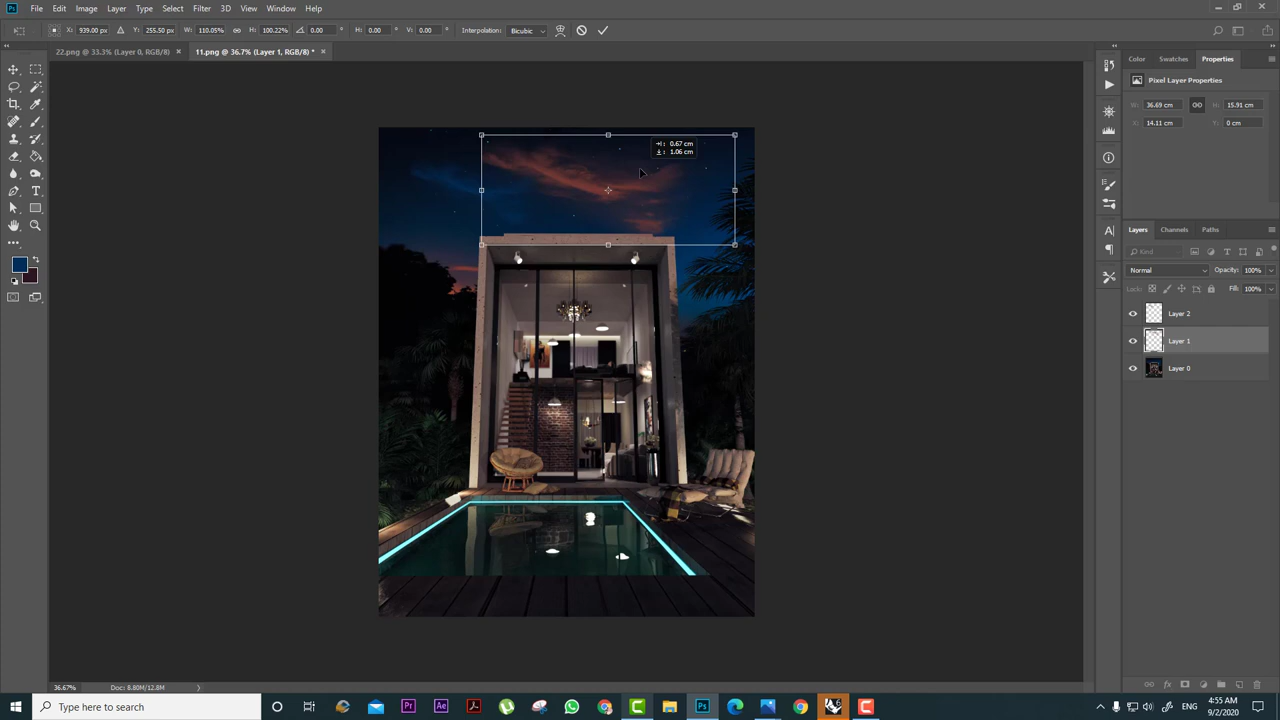 Ps File Edit Image Layer Type Select Filter 3D View Window Help
X: 939.00 px Y: 255.50 px W: 110.05% H: 100.22% 0.00 H: 0.00 V: 0.00 Interpolation: Bicubic
22.png @ 33.3% (Layer 0, RGB/8) × 11.png @ 36.7% (Layer 1, RGB/8) * ×
Color Swatches Properties
Pixel Layer Properties
W: 36.69 cm H: 15.91 cm
X: 14.11 cm Y: 0 cm
0.67 cm
1.06 cm
Layers Channels Paths
Kind
Normal Opacity: 100%
Lock: Fill: 100%
Layer 2
Layer 1
Layer 0
36.67% Doc: 8.80M/12.8M
Type here to search
Pr Ae Ps
4:55 AM
9/2/2020